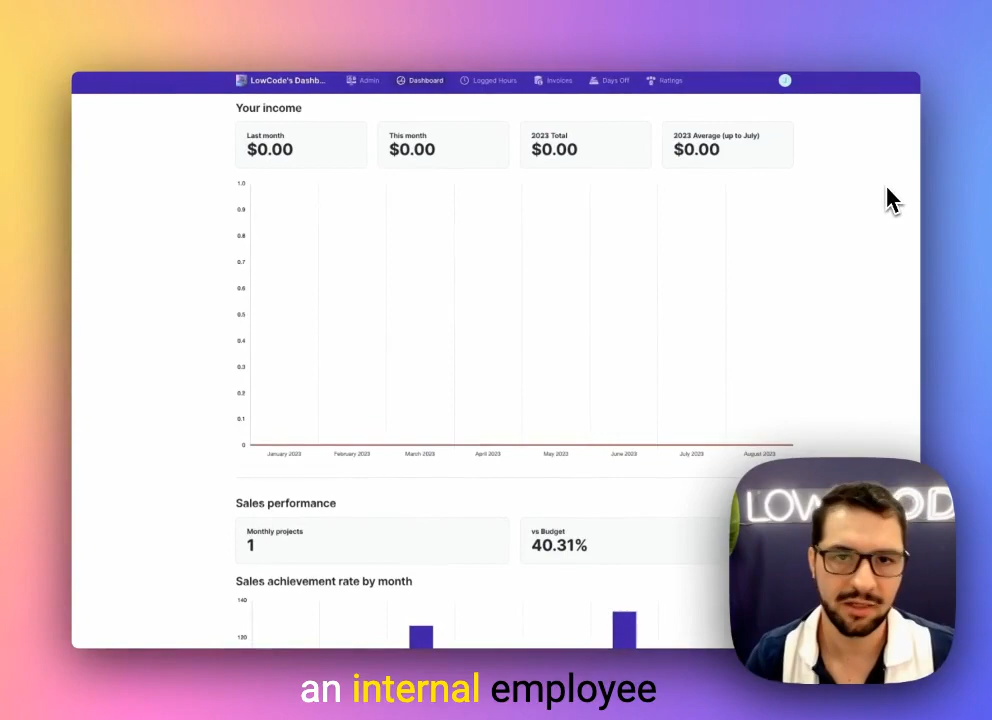 LowCode's Dashb... Admin Dashboard Logged Hours Invoices Days Off Ratings
Your income
Last month
$0.00
This month
$0.00
2023 Total
$0.00
2023 Average (up to July)
$0.00
1.0
0.9
0.8
0.7
0.6
0.5
0.4
0.3
0.2
0.1
0
January 2023 February 2023 March 2023 April 2023 May 2023 June 2023 July 2023 August 2023
Sales performance
Monthly projects
1
vs Budget
40.31%
Sales achievement rate by month
140
120
LOW OD
an internal employee